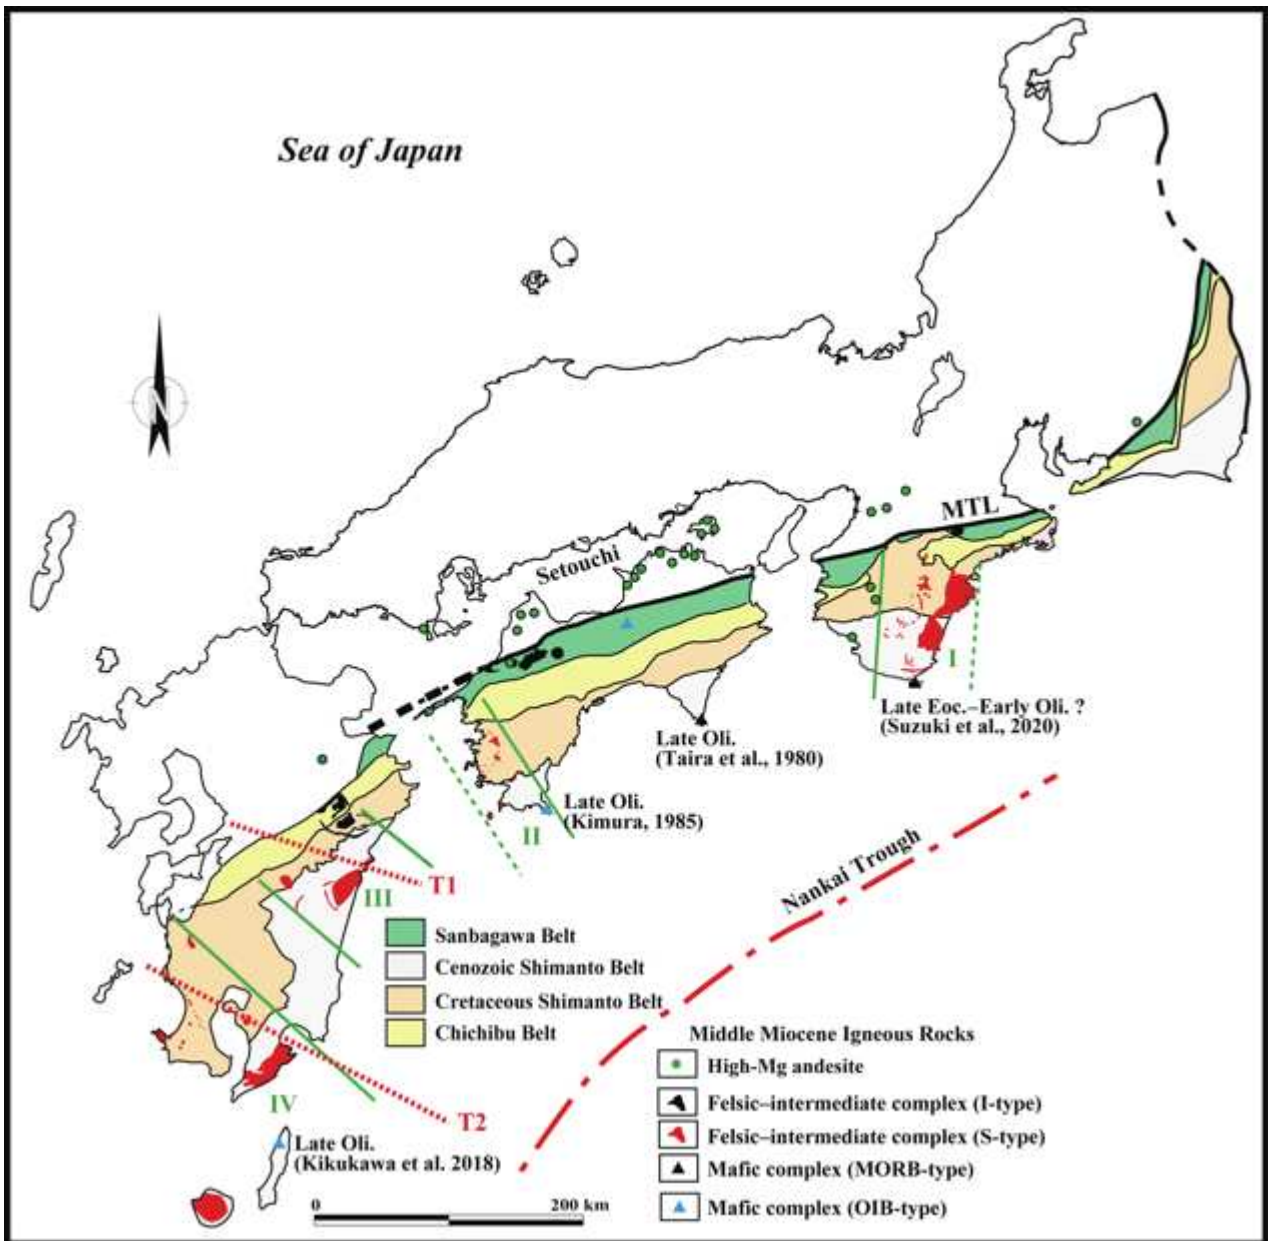 Sea of Japan
N
MTL
Setouchi
I
Late Eoc.–Early Oli. ?
(Suzuki et al., 2020)
Late Oli.
(Taira et al., 1980)
Late Oli.
(Kimura, 1985)
II
Nankai Trough
T1
III
Sanbagawa Belt
Cenozoic Shimanto Belt
Cretaceous Shimanto Belt
Chichibu Belt
Middle Miocene Igneous Rocks
High-Mg andesite
Felsic–intermediate complex (I-type)
Felsic–intermediate complex (S-type)
Mafic complex (MORB-type)
Mafic complex (OIB-type)
IV
T2
Late Oli.
(Kikukawa et al. 2018)
0 200 km